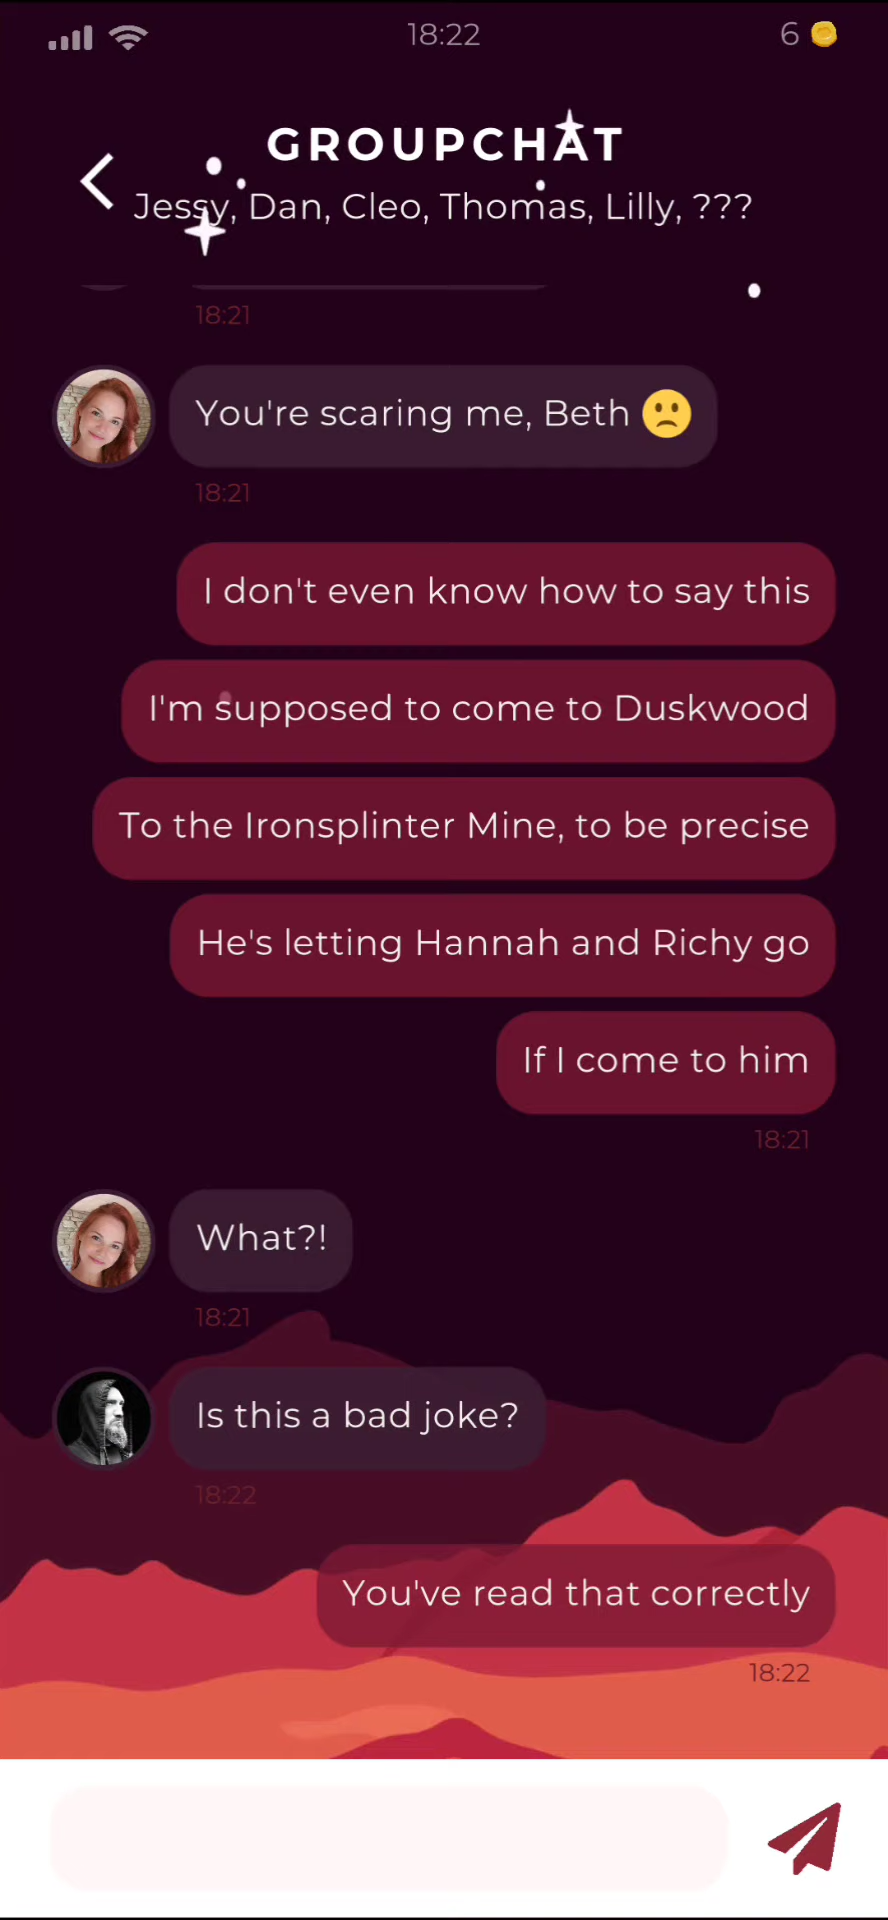 18:22
6
GROUPCHAT
Jessy, Dan, Cleo, Thomas, Lilly, ???
18:21
You're scaring me, Beth 🙁
18:21
I don't even know how to say this
I'm supposed to come to Duskwood
To the Ironsplinter Mine, to be precise
He's letting Hannah and Richy go
If I come to him
18:21
What?!
18:21
Is this a bad joke?
18:22
You've read that correctly
18:22